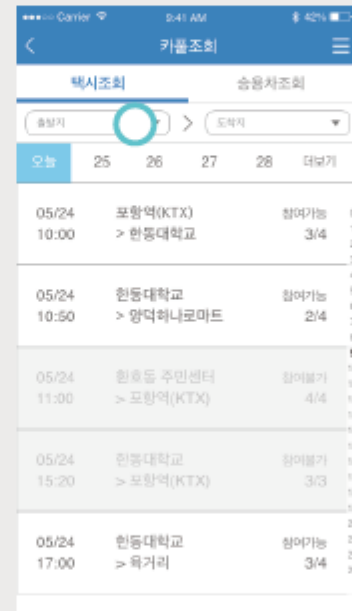 Carrier 9:41 AM 42%
카풀조회
택시조회 승용차조회
출발지 > 도착지
오늘 25 26 27 28 더보기
05/24 포항역(KTX) 참여가능
10:00 > 한동대학교 3/4
05/24 한동대학교 참여가능
10:50 > 양덕하나로마트 2/4
05/24 환호동 주민센터 참여불가
11:00 > 포항역(KTX) 4/4
05/24 한동대학교 참여불가
15:20 > 포항역(KTX) 3/3
05/24 한동대학교 참여가능
17:00 > 육거리 3/4